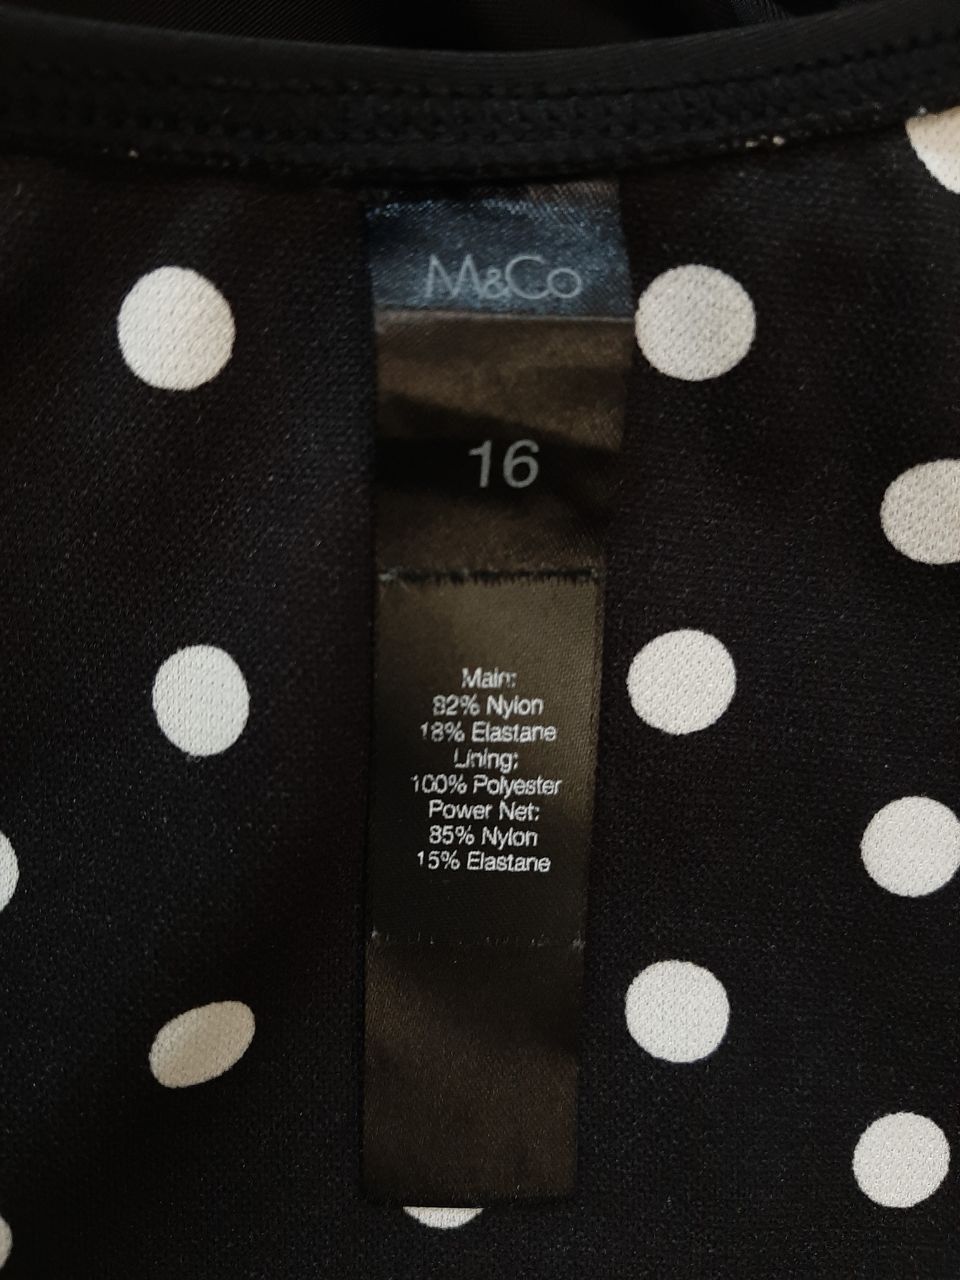 M&Co
16
Main:
82% Nylon
18% Elastane
Lining:
100% Polyester
Power Net:
85% Nylon
15% Elastane